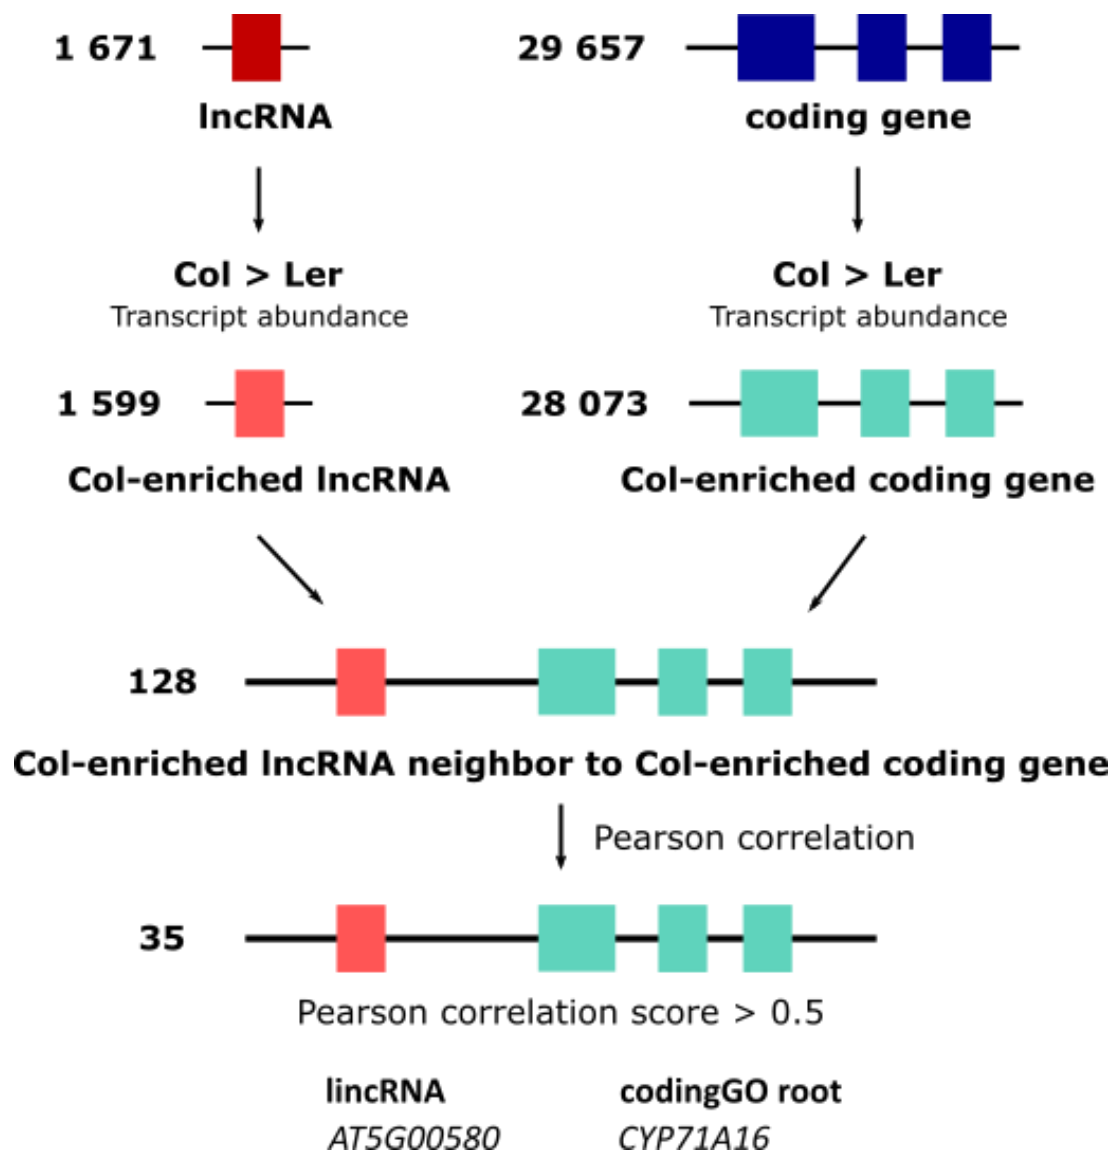 1 671
29 657
lncRNA
coding gene
Col > Ler
Transcript abundance
Col > Ler
Transcript abundance
1 599
28 073
Col-enriched lncRNA
Col-enriched coding gene
128
Col-enriched lncRNA neighbor to Col-enriched coding gene
Pearson correlation
35
Pearson correlation score > 0.5
lincRNA
codingGO root
AT5G00580
CYP71A16